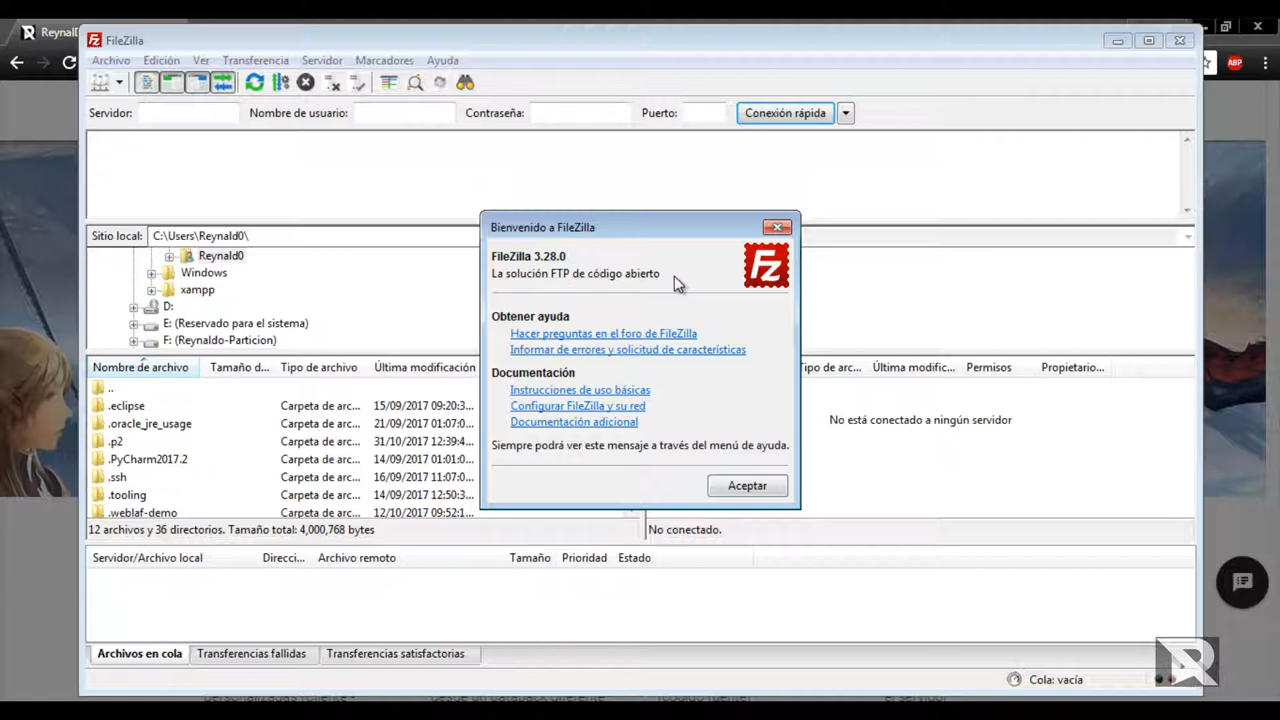 Reynal
FileZilla
Archivo Edición Ver Transferencia Servidor Marcadores Ayuda
ABP
Servidor: Nombre de usuario: Contraseña: Puerto: Conexión rápida
Sitio local: C:\Users\Reynald0\
Reynald0
Windows
xampp
D:
E: (Reservado para el sistema)
F: (Reynaldo-Particion)
Bienvenido a FileZilla
FileZilla 3.28.0
La solución FTP de código abierto
Fz
Obtener ayuda
Hacer preguntas en el foro de FileZilla
Informar de errores y solicitud de características
Documentación
Instrucciones de uso básicas
Configurar FileZilla y su red
Documentación adicional
Siempre podrá ver este mensaje a través del menú de ayuda.
Aceptar
Nombre de archivo Tamaño d... Tipo de archivo Última modificación
..
.eclipse Carpeta de arc... 15/09/2017 09:20:3...
.oracle_jre_usage Carpeta de arc... 21/09/2017 01:07:0...
.p2 Carpeta de arc... 31/10/2017 12:39:4...
.PyCharm2017.2 Carpeta de arc... 14/09/2017 01:01:0...
.ssh Carpeta de arc... 16/09/2017 11:07:0...
.tooling Carpeta de arc... 14/09/2017 12:50:3...
.weblaf-demo Carpeta de arc... 12/10/2017 09:52:1...
12 archivos y 36 directorios. Tamaño total: 4,000,768 bytes
Tipo de arc... Última modific... Permisos Propietario...
No está conectado a ningún servidor
No conectado.
Servidor/Archivo local Direcci... Archivo remoto Tamaño Prioridad Estado
Archivos en cola Transferencias fallidas Transferencias satisfactorias
Cola: vacía